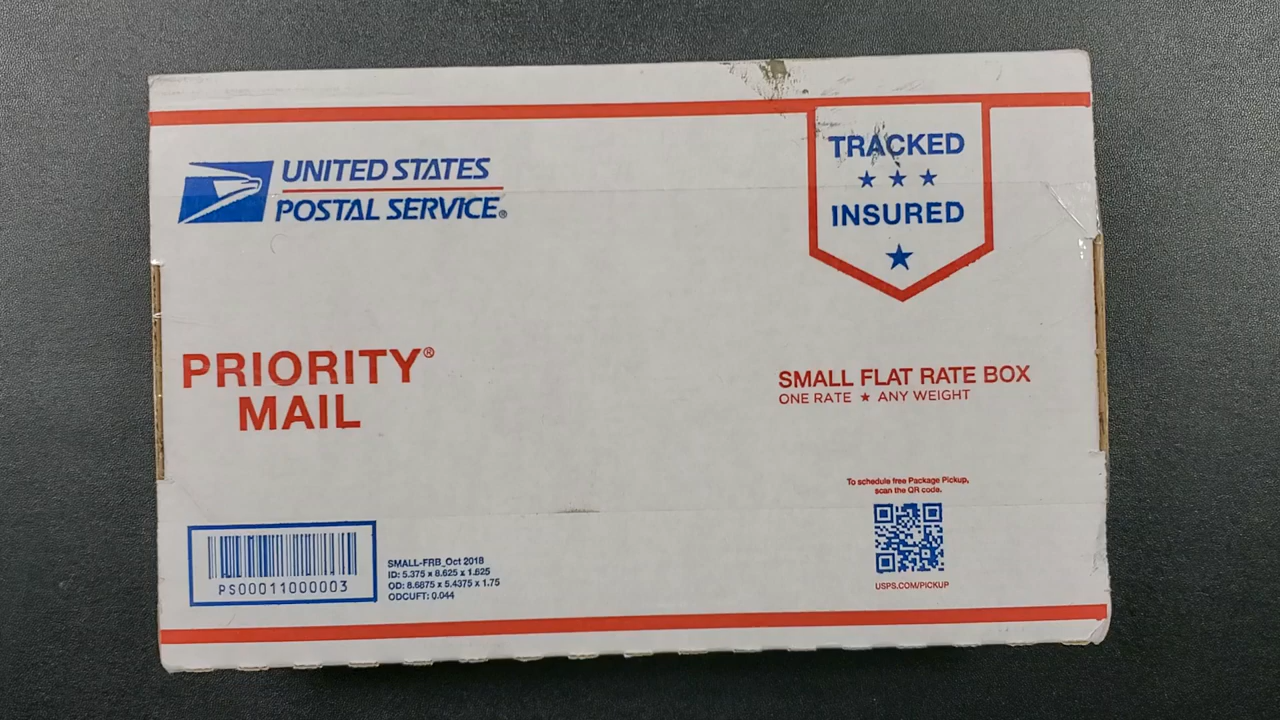 UNITED STATES
POSTAL SERVICE®
TRACKED
★ ★ ★
INSURED
★
PRIORITY®
MAIL
SMALL FLAT RATE BOX
ONE RATE ★ ANY WEIGHT
To schedule free Package Pickup,
scan the QR code.
USPS.COM/PICKUP
PS00011000003
SMALL-FRB_Oct 2018
ID: 5.375 x 8.625 x 1.625
OD: 8.6875 x 5.4375 x 1.75
ODCUFT: 0.044